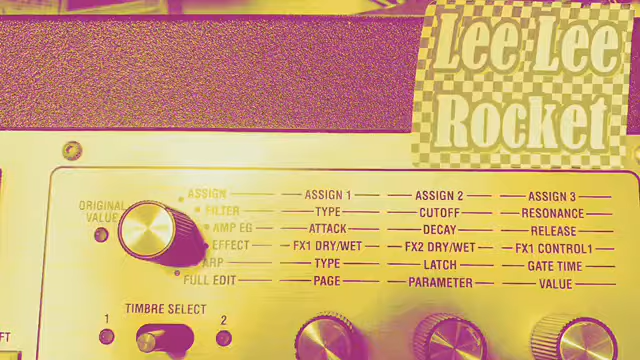 Lee Lee
Rocket
ORIGINAL
VALUE
ASSIGN ASSIGN 1 ASSIGN 2 ASSIGN 3
FILTER TYPE CUTOFF RESONANCE
AMP EG ATTACK DECAY RELEASE
EFFECT FX1 DRY/WET FX2 DRY/WET FX1 CONTROL1
ARP TYPE LATCH GATE TIME
FULL EDIT PAGE PARAMETER VALUE
TIMBRE SELECT
1 2
FT